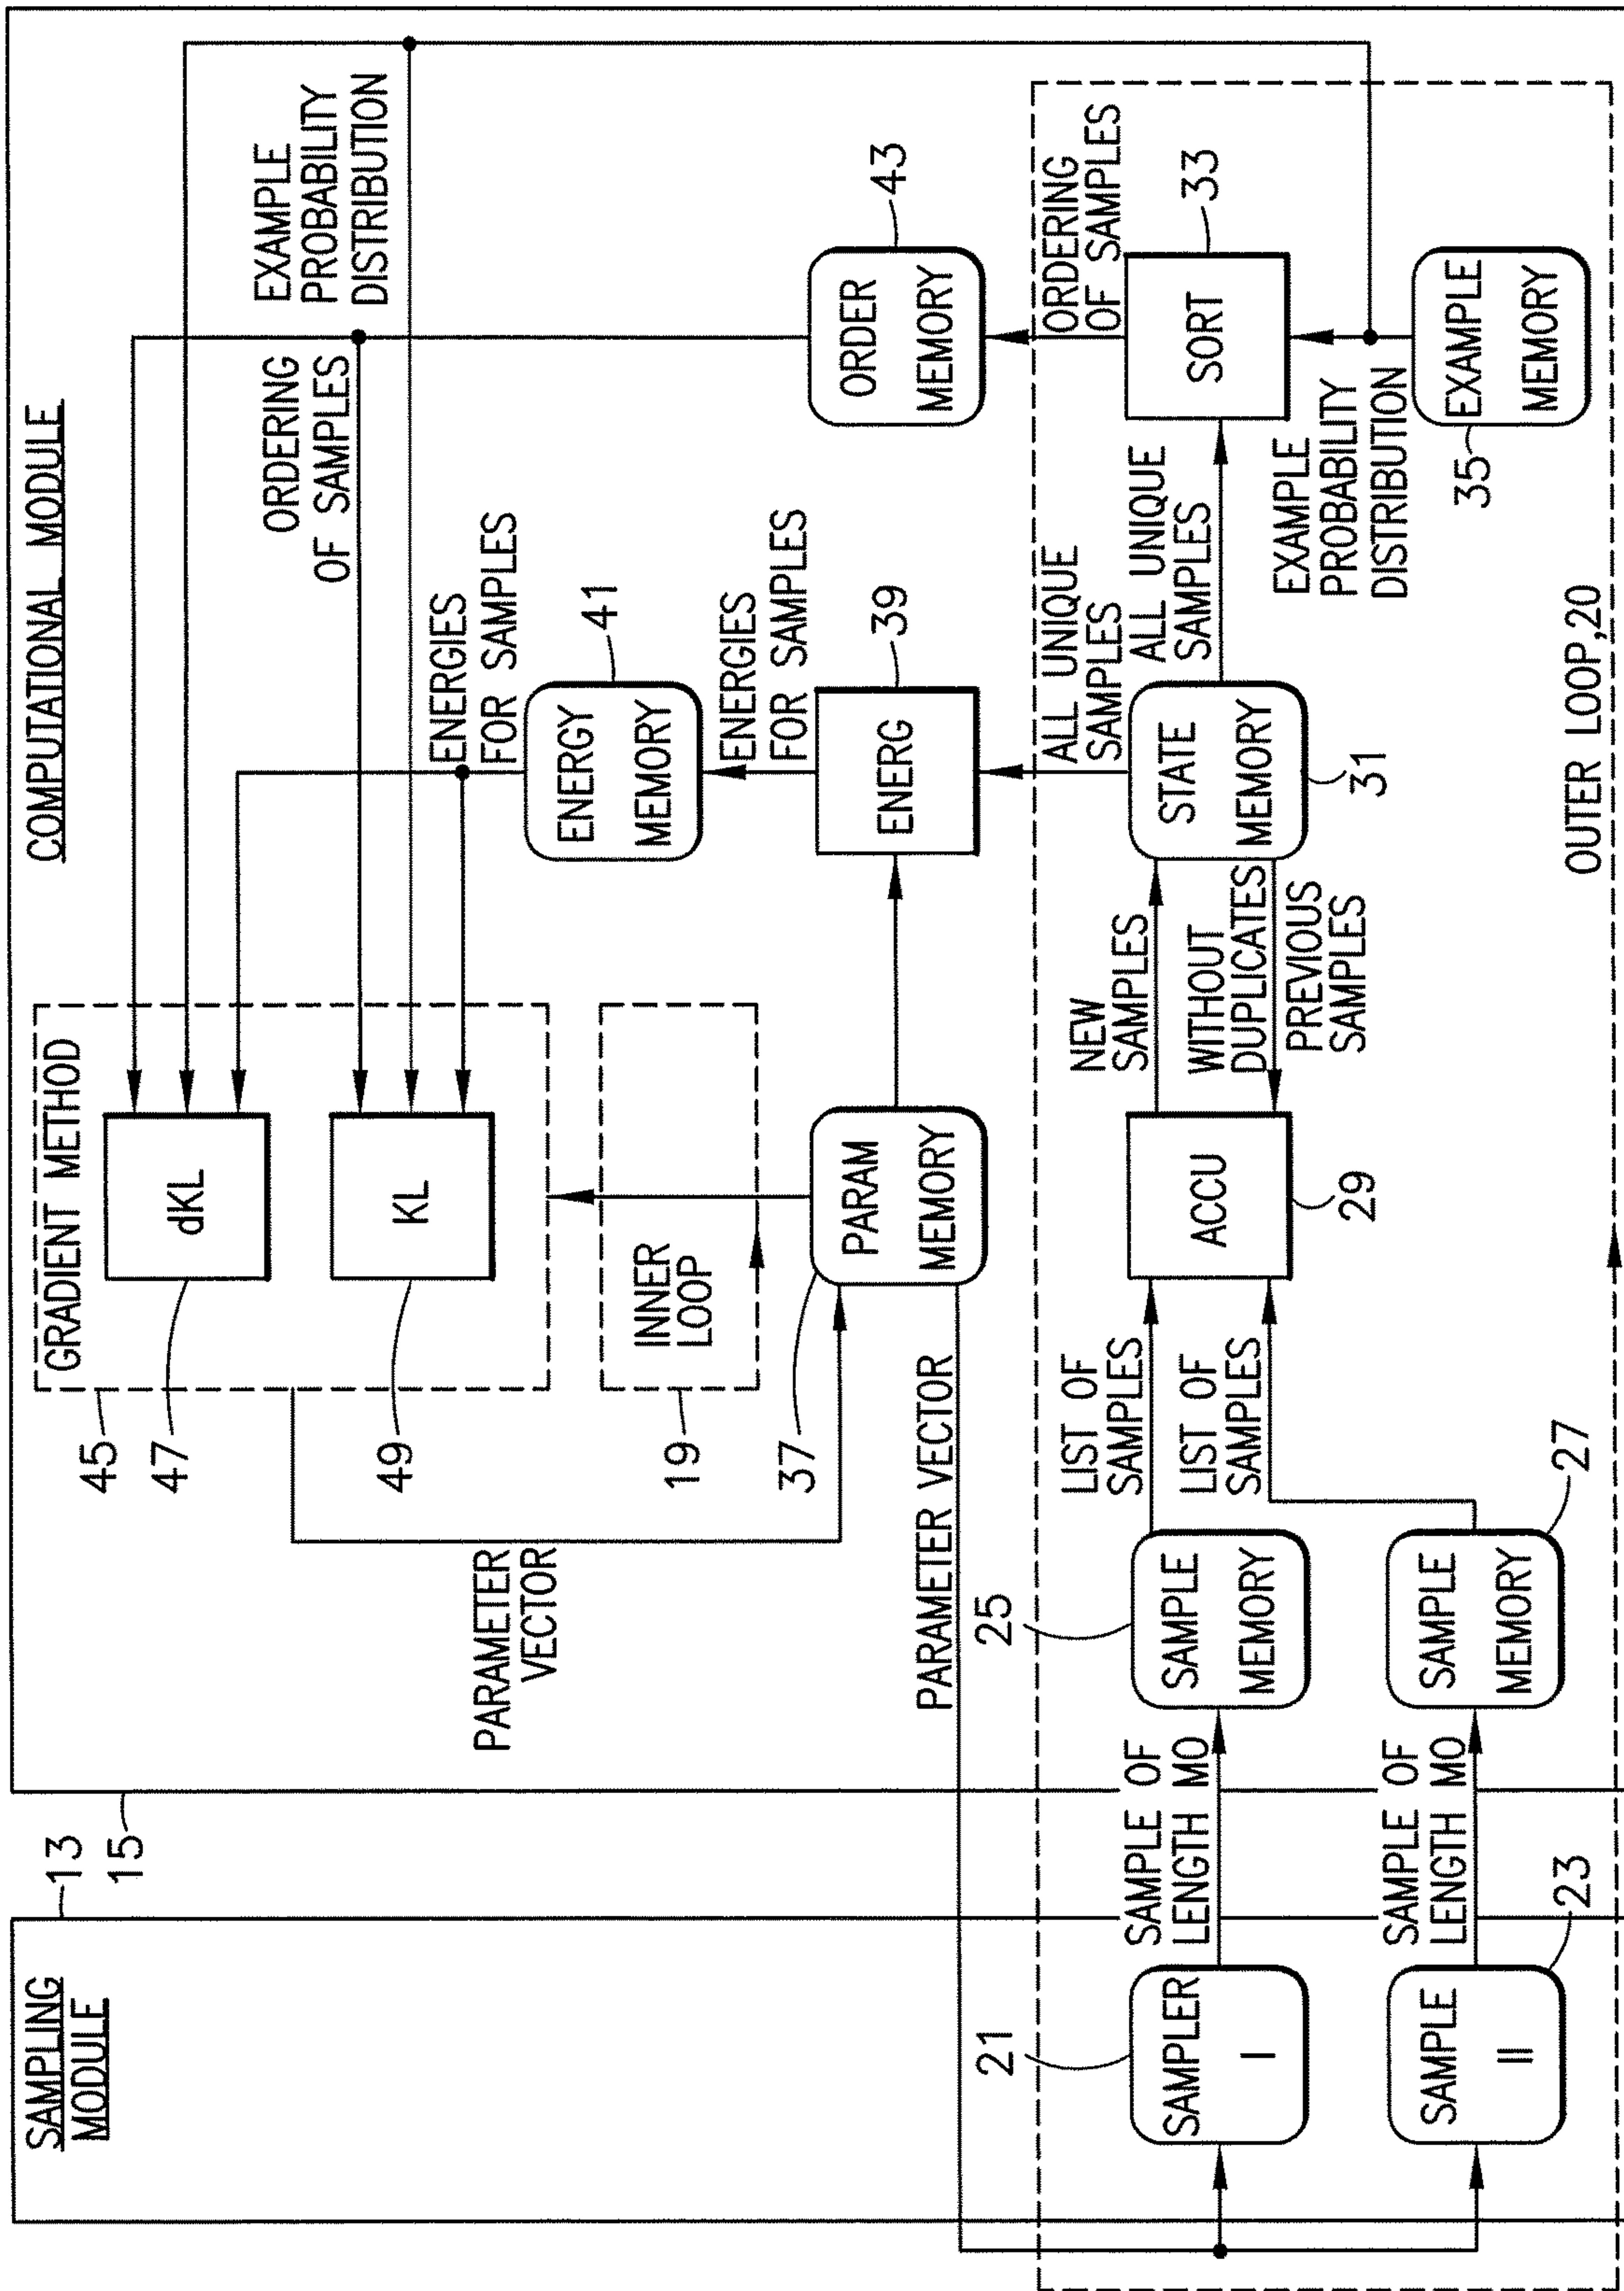 SAMPLING
MODULE
13
15
COMPUTATIONAL MODULE
GRADIENT METHOD
dKL
KL
45
47
49
EXAMPLE
PROBABILITY
DISTRIBUTION
ORDERING
OF SAMPLES
ENERGIES
FOR SAMPLES
INNER
LOOP
19
PARAMETER
VECTOR
37
PARAM
MEMORY
ENERGY
MEMORY
41
ENERGIES
FOR SAMPLES
ENERG
39
ORDER
MEMORY
43
PARAMETER VECTOR
21
SAMPLER
I
SAMPLE OF
LENGTH MO
25
SAMPLE
MEMORY
LIST OF
SAMPLES
LIST OF
SAMPLES
ACCU
29
NEW
SAMPLES
WITHOUT
DUPLICATES
PREVIOUS
SAMPLES
STATE
MEMORY
31
ALL UNIQUE
SAMPLES
ALL UNIQUE
SAMPLES
ORDERING
OF SAMPLES
SORT
33
EXAMPLE
PROBABILITY
DISTRIBUTION
35
EXAMPLE
MEMORY
SAMPLE
II
23
SAMPLE OF
LENGTH MO
SAMPLE
MEMORY
27
OUTER LOOP,20